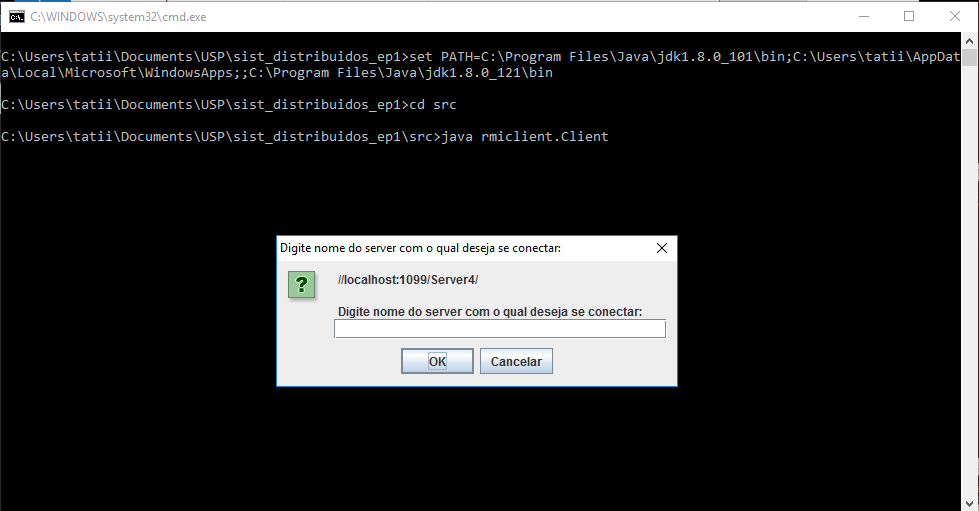 C:\WINDOWS\system32\cmd.exe
C:\Users\tatii\Documents\USP\sist_distribuidos_ep1>set PATH=C:\Program Files\Java\jdk1.8.0_101\bin;C:\Users\tatii\AppDat
a\Local\Microsoft\WindowsApps;;C:\Program Files\Java\jdk1.8.0_121\bin
C:\Users\tatii\Documents\USP\sist_distribuidos_ep1>cd src
C:\Users\tatii\Documents\USP\sist_distribuidos_ep1\src>java rmiclient.Client
Digite nome do server com o qual deseja se conectar:
//localhost:1099/Server4/
Digite nome do server com o qual deseja se conectar:
OK Cancelar